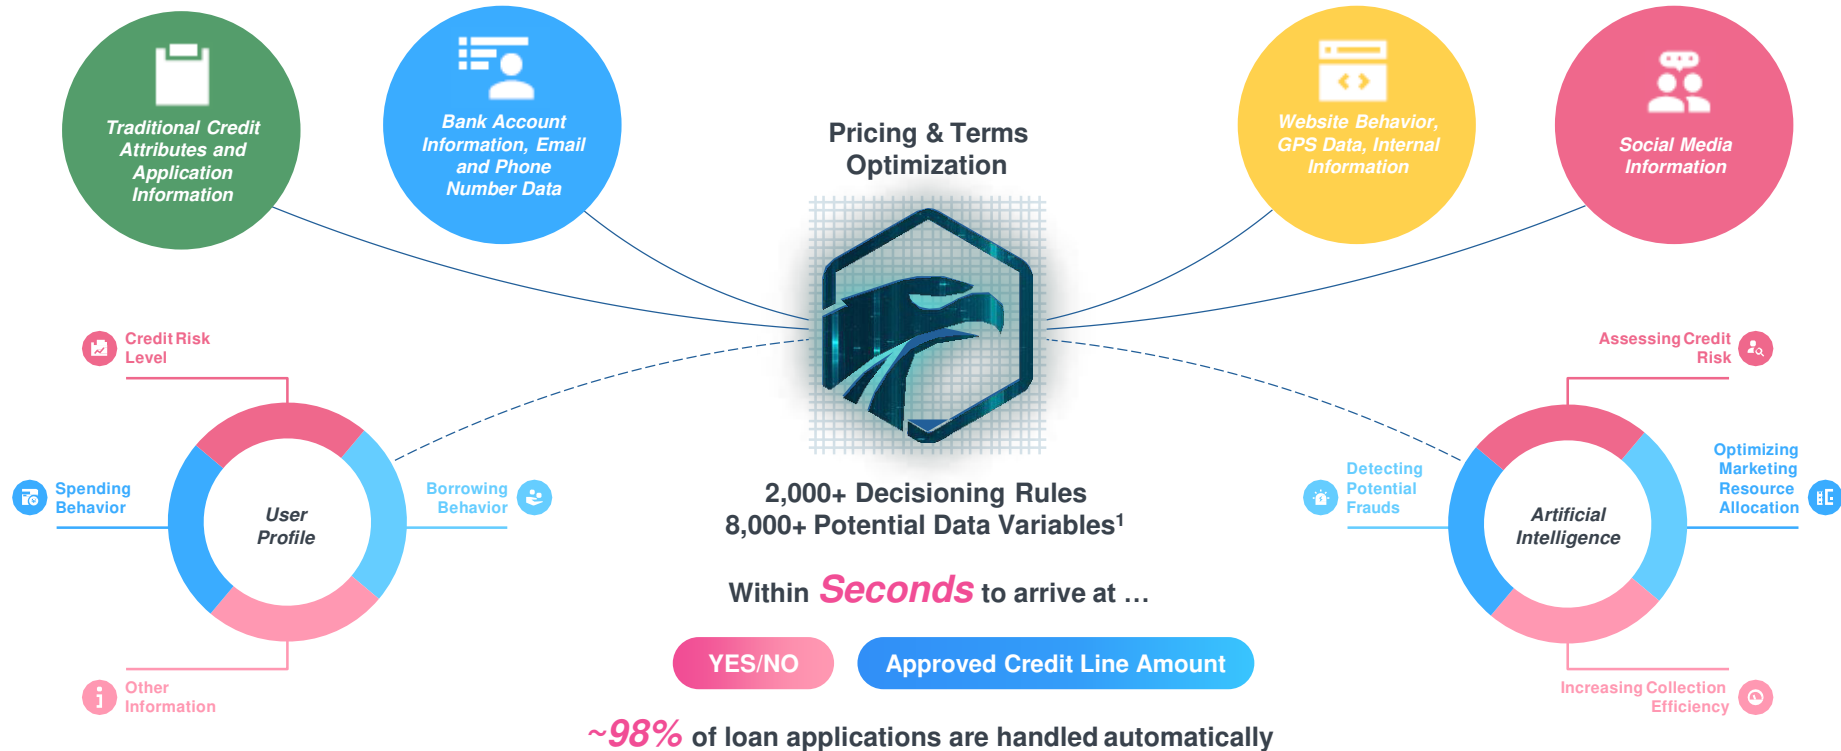 Traditional Credit
Attributes and
Application
Information
Bank Account
Information, Email
and Phone
Number Data
Pricing & Terms
Optimization
Website Behavior,
GPS Data, Internal
Information
Social Media
Information
Credit Risk
Level
Spending
Behavior
Borrowing
Behavior
User
Profile
Other
Information
2,000+ Decisioning Rules
8,000+ Potential Data Variables¹
Within Seconds to arrive at …
YES/NO
Approved Credit Line Amount
~98% of loan applications are handled automatically
Assessing Credit
Risk
Detecting
Potential
Frauds
Optimizing
Marketing
Resource
Allocation
Artificial
Intelligence
Increasing Collection
Efficiency